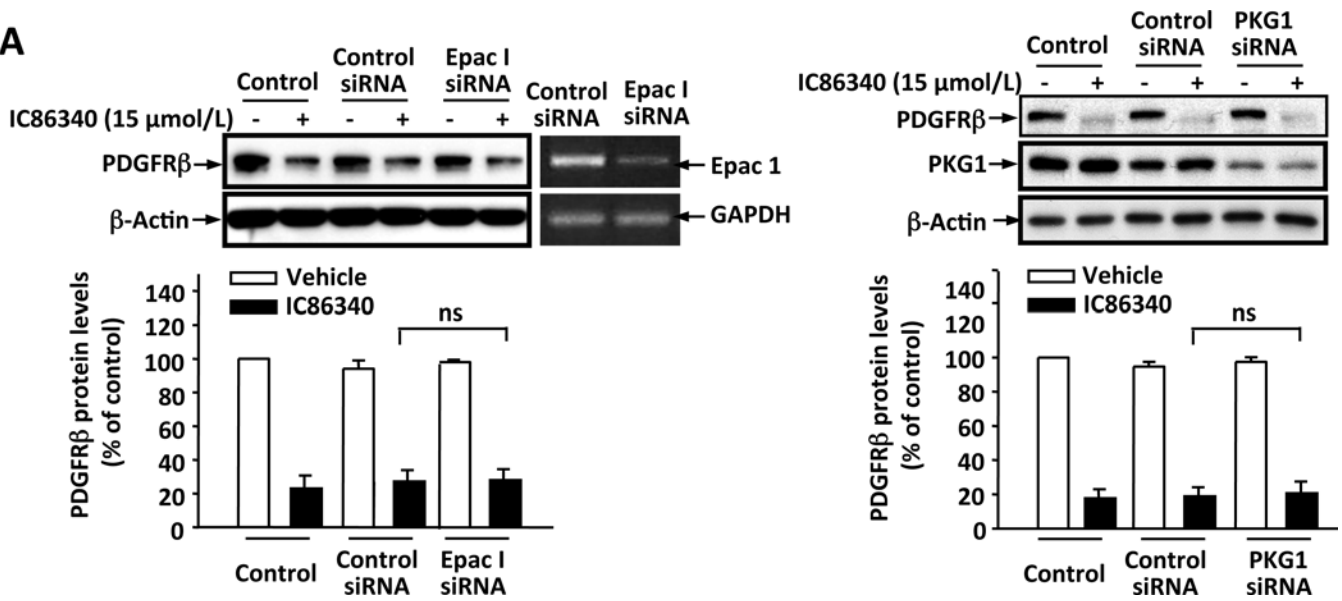 A
Control
Control
siRNA
Epac I
siRNA
IC86340 (15 μmol/L)
- + - + - +
PDGFRβ
β-Actin
Control
siRNA
Epac I
siRNA
Epac 1
GAPDH
PDGFRβ protein levels
(% of control)
140
120
100
80
60
40
20
0
Vehicle
IC86340
ns
Control
Control
siRNA
Epac I
siRNA
Control
Control
siRNA
PKG1
siRNA
IC86340 (15 μmol/L)
- + - + - +
PDGFRβ
PKG1
β-Actin
PDGFRβ protein levels
(% of control)
140
120
100
80
60
40
20
0
Vehicle
IC86340
ns
Control
Control
siRNA
PKG1
siRNA